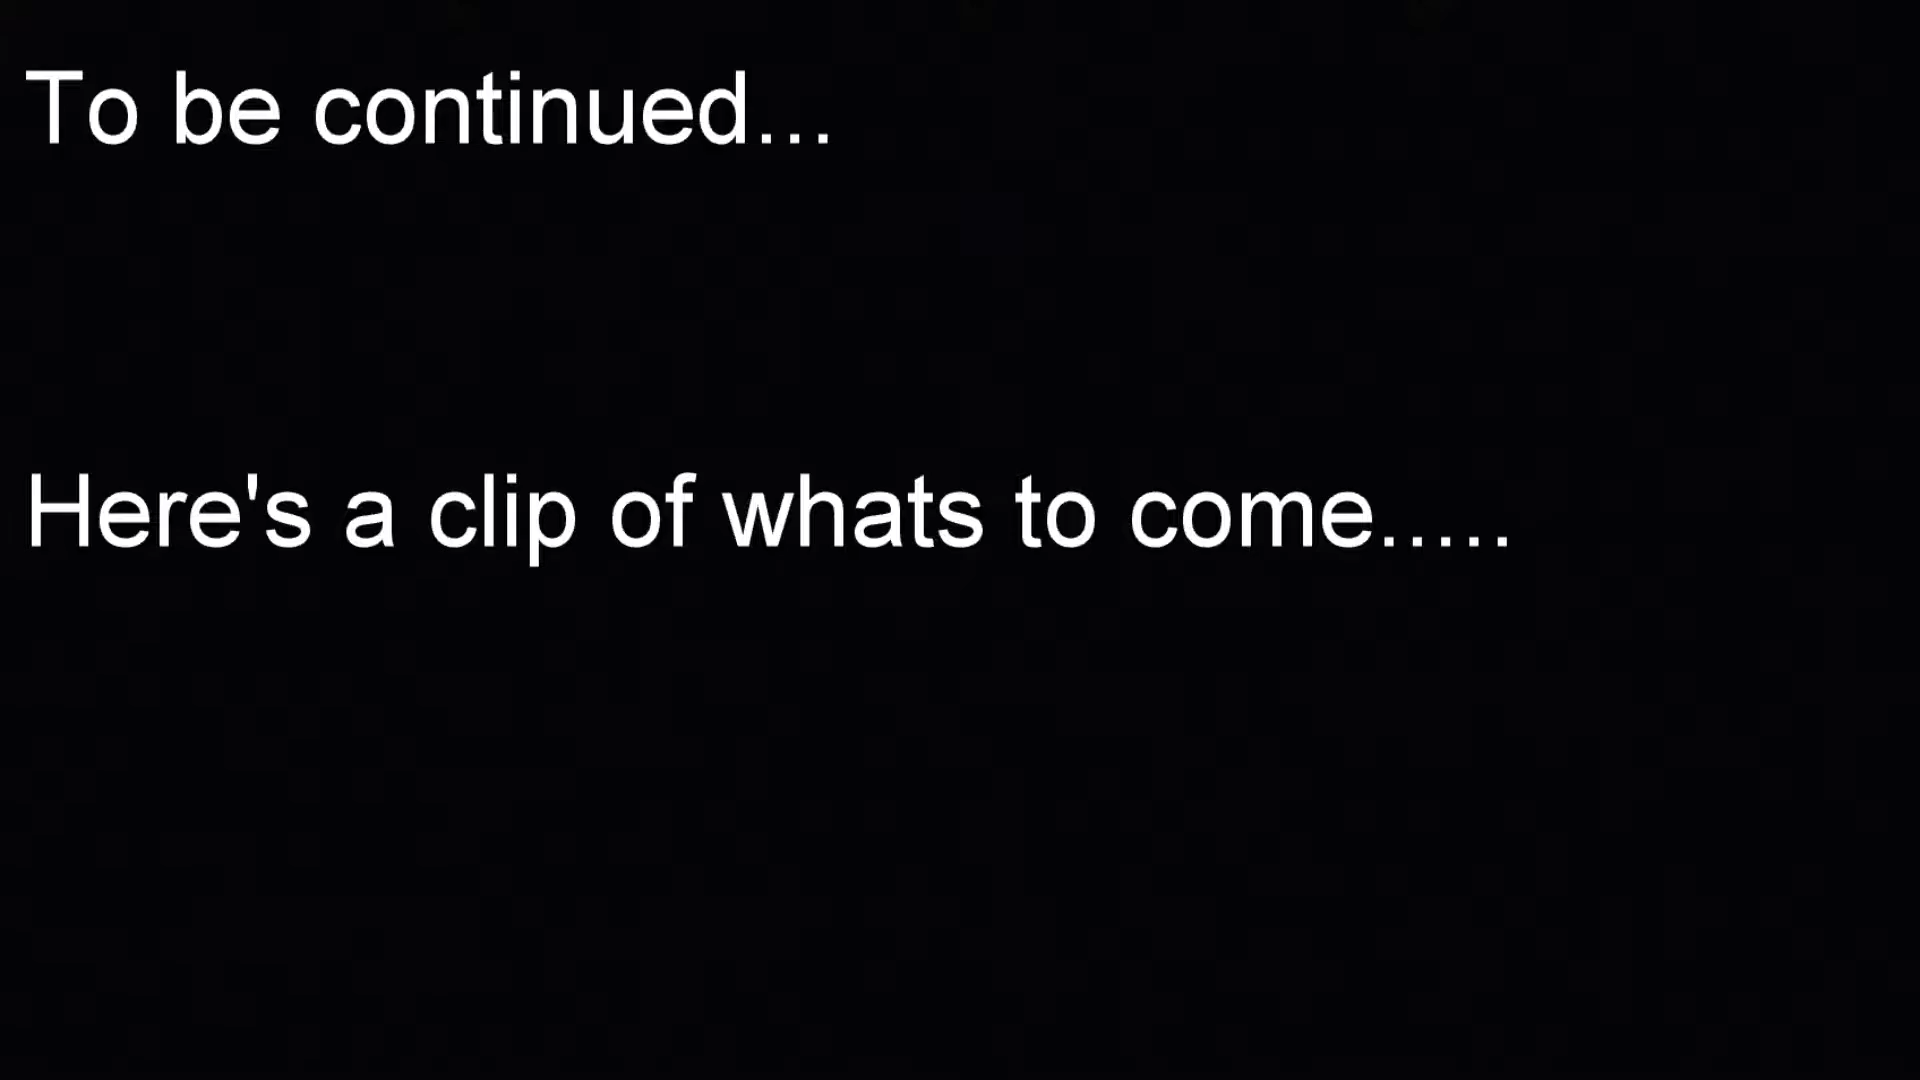 To be continued...
Here's a clip of whats to come.....